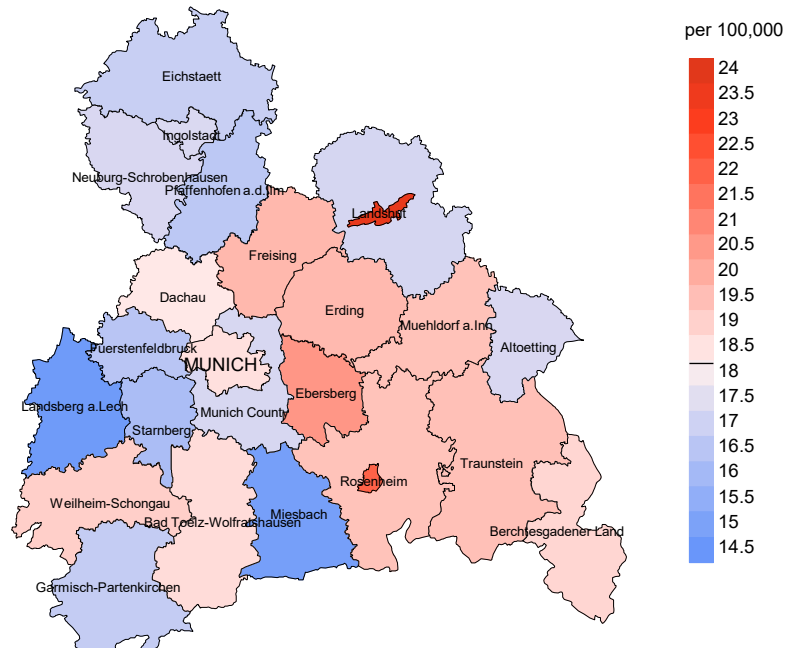 per 100,000
24
23.5
23
22.5
22
21.5
21
20.5
20
19.5
19
18.5
18
17.5
17
16.5
16
15.5
15
14.5
Eichstaett
Ingolstadt
Neuburg-Schrobenhausen
Pfaffenhofen a.d.Ilm
Landshut
Freising
Dachau
Erding
Muehldorf a.Inn
Altoetting
Fuerstenfeldbruck
MUNICH
Ebersberg
Landsberg a.Lech
Munich County
Starnberg
Traunstein
Rosenheim
Weilheim-Schongau
Miesbach
Bad Toelz-Wolfratshausen
Berchtesgadener Land
Garmisch-Partenkirchen